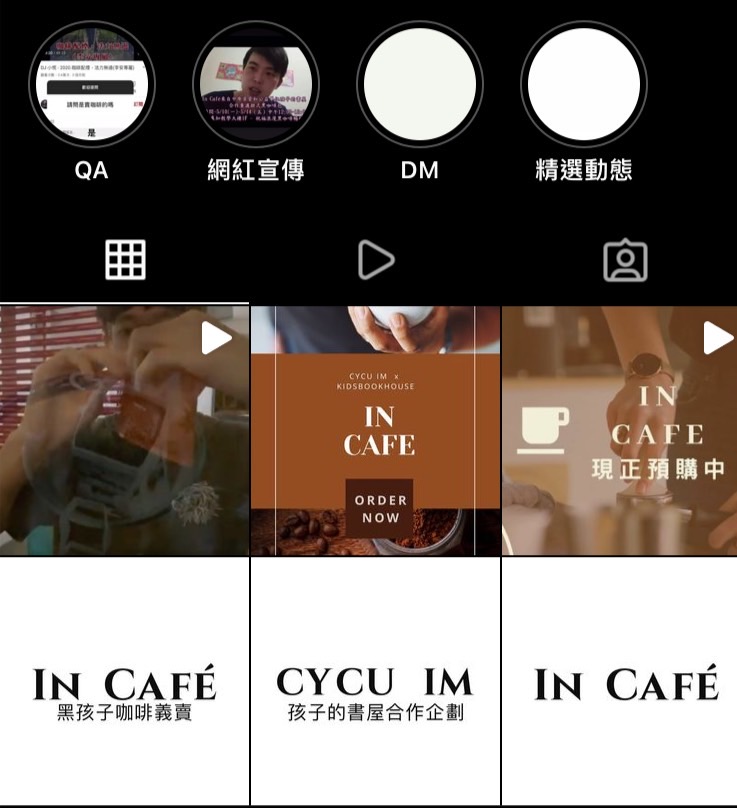 請問是賣咖啡的嗎
是
QA
網紅宣傳
DM
精選動態
CYCU IM x
KIDSBOOKHOUSE
IN
CAFE
ORDER
NOW
IN
CAFE
現正預購中
IN CAFÉ
黑孩子咖啡義賣
CYCU IM
孩子的書屋合作企劃
IN CAFÉ